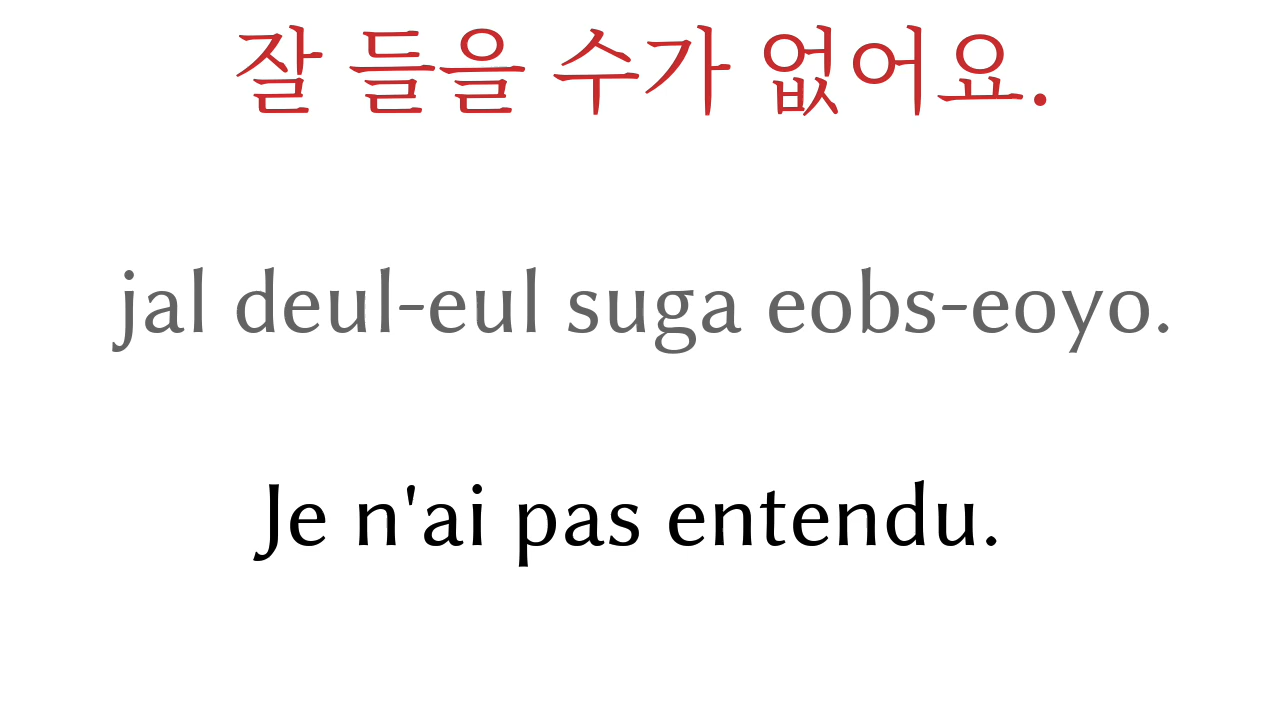 잘 들을 수가 없어요.
jal deul-eul suga eobs-eoyo.
Je n'ai pas entendu.